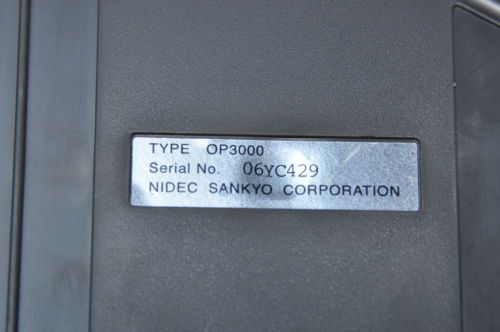 TYPE OP3000
Serial No. 06YC429
NIDEC SANKYO CORPORATION